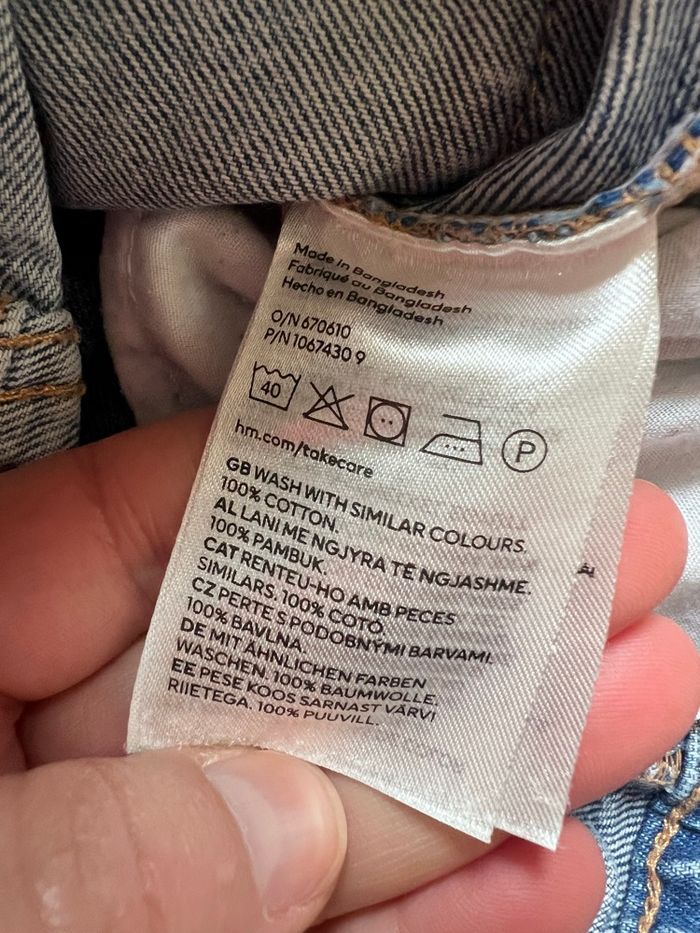 Made in Bangladesh
Fabriqué au Bangladesh
Hecho en Bangladesh
O/N 670610
P/N 1067430 9
40
P
hm.com/takecare
GB WASH WITH SIMILAR COLOURS.
100% COTTON.
AL LANI ME NGJYRA TË NGJASHME.
100% PAMBUK.
CAT RENTEU-HO AMB PECES
SIMILARS. 100% COTÓ.
CZ PERTE S PODOBNÝMI BARVAMI.
100% BAVLNA.
DE MIT ÄHNLICHEN FARBEN
WASCHEN. 100% BAUMWOLLE.
EE PESE KOOS SARNAST VÄRVI
RIIETEGA. 100% PUUVILL.